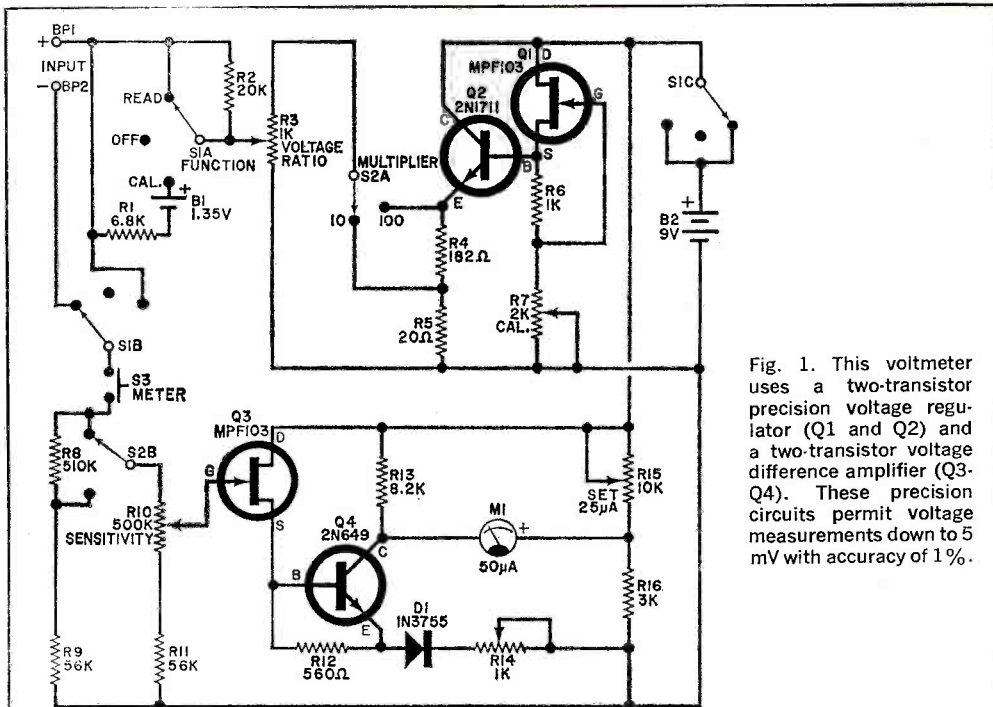 + BP1
INPUT
- BP2
READ
OFF
S1A
FUNCTION
CAL.
+
B1
1.35V
R1
6.8K
R2
20K
R3
1K
VOLTAGE
RATIO
MULTIPLIER
S2A
10
100
Q2
2N1711
C
B
E
Q1
D
MPF103
G
S
R4
182Ω
R5
20Ω
R6
1K
R7
2K
CAL.
S1C
+
B2
9V
S1B
S3
METER
R8
510K
S2B
R10
500K
SENSITIVITY
R9
56K
R11
56K
Q3
MPF103
D
G
S
Q4
2N649
B
C
E
R13
8.2K
M1
+
50μA
SET
25μA
R15
10K
R16
3K
R12
560Ω
D1
1N3755
R14
1K
Fig. 1. This voltmeter
uses a two-transistor
precision voltage regu-
lator (Q1 and Q2) and
a two-transistor voltage
difference amplifier (Q3-
Q4). These precision
circuits permit voltage
measurements down to 5
mV with accuracy of 1%.